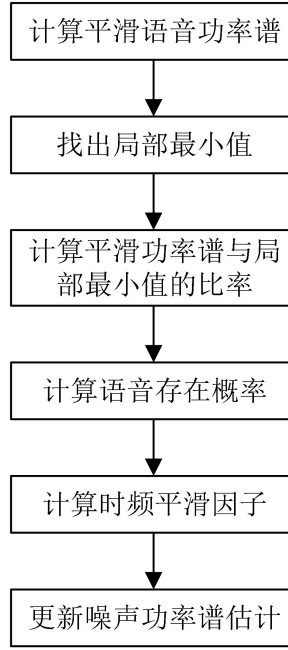 计算平滑语音功率谱
找出局部最小值
计算平滑功率谱与局
部最小值的比率
计算语音存在概率
计算时频平滑因子
更新噪声功率谱估计